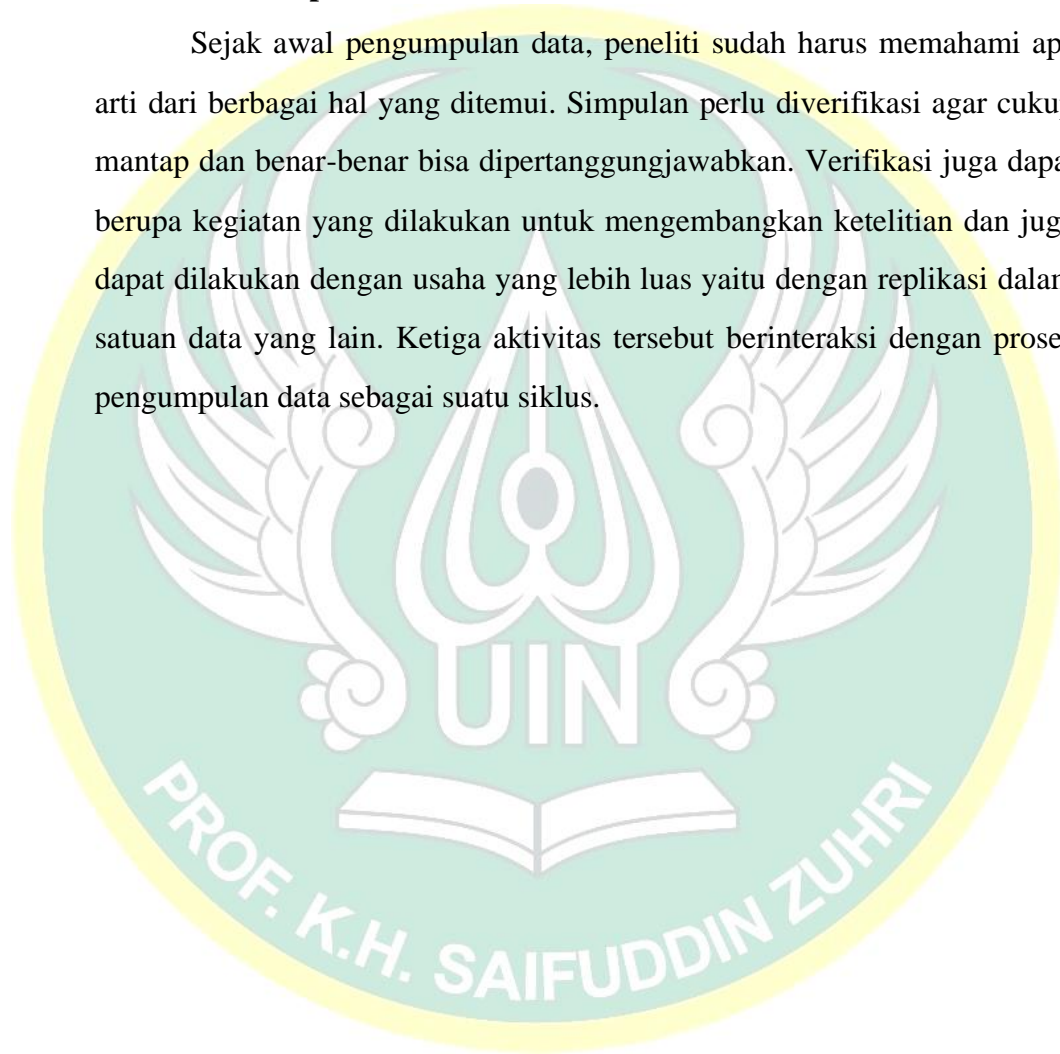 Sejak awal pengumpulan data, peneliti sudah harus memahami ap
arti dari berbagai hal yang ditemui. Simpulan perlu diverifikasi agar cuku
mantap dan benar-benar bisa dipertanggungjawabkan. Verifikasi juga dapa
berupa kegiatan yang dilakukan untuk mengembangkan ketelitian dan jug
dapat dilakukan dengan usaha yang lebih luas yaitu dengan replikasi dalam
satuan data yang lain. Ketiga aktivitas tersebut berinteraksi dengan prose
pengumpulan data sebagai suatu siklus.
UIN
PROF. K.H. SAIFUDDIN ZUHRI